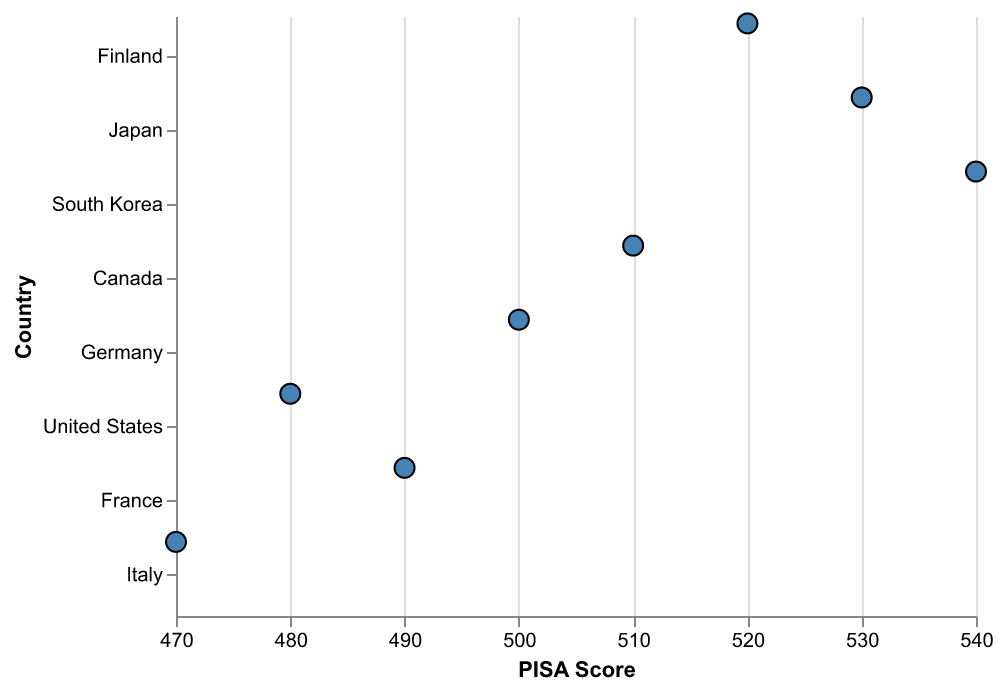 Finland
Japan
South Korea
Canada
Germany
United States
France
Italy
Country
470 480 490 500 510 520 530 540
PISA Score